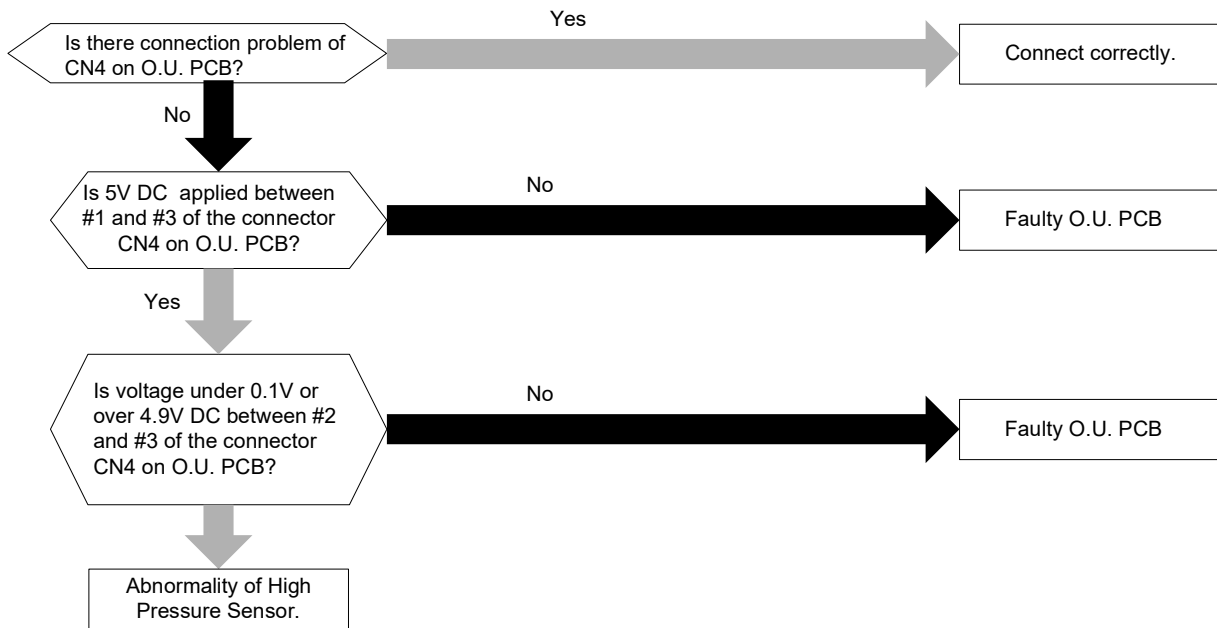 Yes
Is there connection problem of
CN4 on O.U. PCB?
Connect correctly.
No
Is 5V DC  applied between
#1 and #3 of the connector
CN4 on O.U. PCB?
No
Faulty O.U. PCB
Yes
Is voltage under 0.1V or
over 4.9V DC between #2
and #3 of the connector
CN4 on O.U. PCB?
No
Faulty O.U. PCB
Abnormality of High
Pressure Sensor.